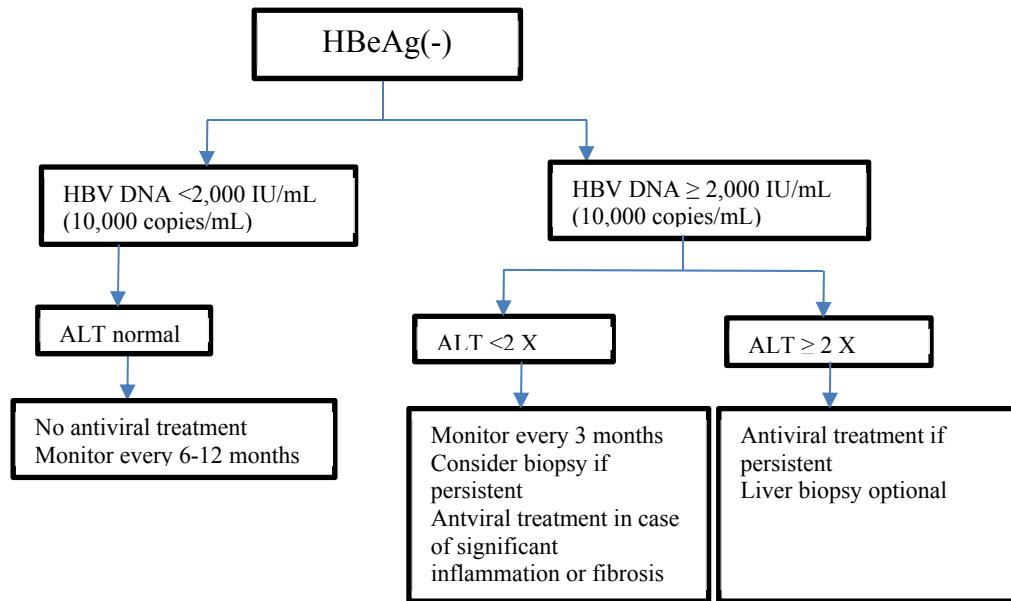 HBeAg(-)
HBV DNA <2,000 IU/mL
(10,000 copies/mL)
HBV DNA ≥ 2,000 IU/mL
(10,000 copies/mL)
ALT normal
ALT <2 X
ALT ≥ 2 X
No antiviral treatment
Monitor every 6-12 months
Monitor every 3 months
Consider biopsy if
persistent
Antviral treatment in case
of significant
inflammation or fibrosis
Antiviral treatment if
persistent
Liver biopsy optional